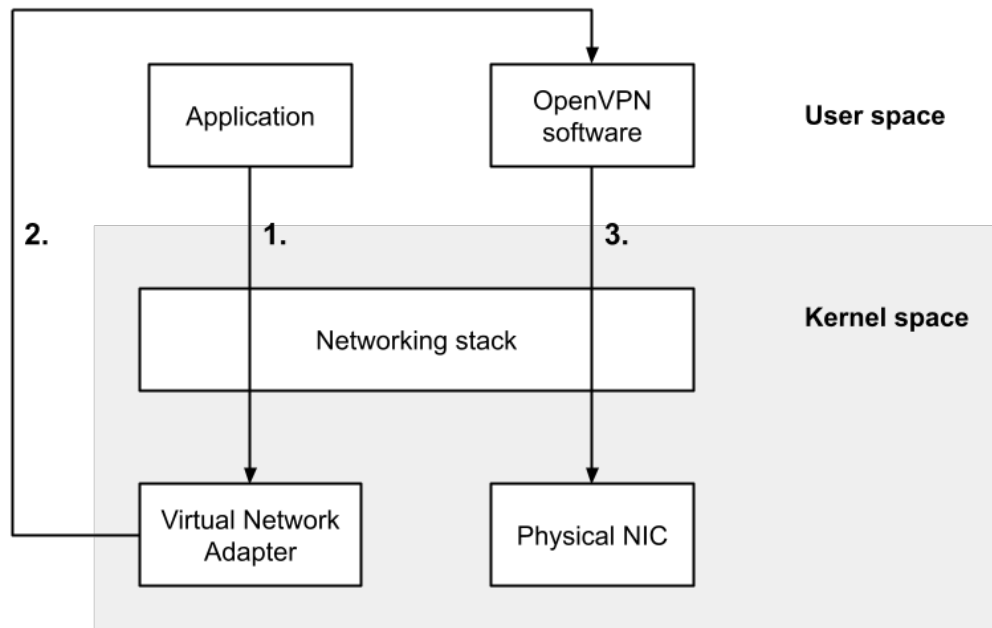 Application
OpenVPN
software
User space
2.
1.
3.
Networking stack
Kernel space
Virtual Network
Adapter
Physical NIC